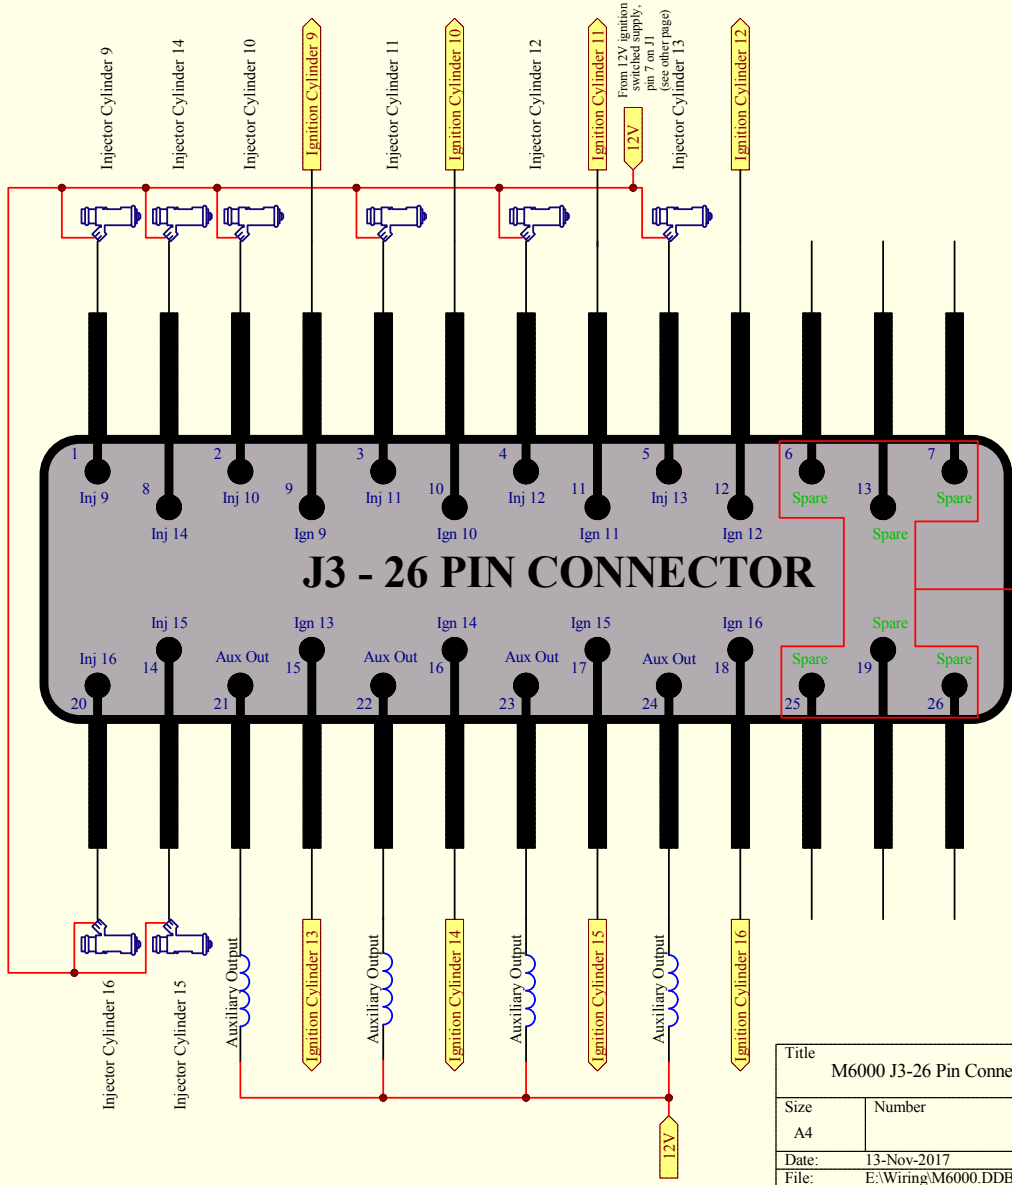 Injector Cylinder 9
Injector Cylinder 14
Injector Cylinder 10
Ignition Cylinder 9
Injector Cylinder 11
Ignition Cylinder 10
Injector Cylinder 12
Ignition Cylinder 11
From 12V ignition
switched supply,
pin 7 on J1
(see other page)
12V
Injector Cylinder 13
Ignition Cylinder 12
1
2
3
4
5
6
7
Inj 9
Inj 10
Inj 11
Inj 12
Inj 13
Spare
Spare
8
9
10
11
12
13
Inj 14
Ign 9
Ign 10
Ign 11
Ign 12
Spare
J3 - 26 PIN CONNECTOR
Inj 15
Ign 13
Ign 14
Ign 15
Ign 16
Spare
14
15
16
17
18
19
Inj 16
Aux Out
Aux Out
Aux Out
Aux Out
Spare
Spare
20
21
22
23
24
25
26
Injector Cylinder 16
Injector Cylinder 15
Auxiliary Output
Ignition Cylinder 13
Auxiliary Output
Ignition Cylinder 14
Auxiliary Output
Ignition Cylinder 15
Auxiliary Output
Ignition Cylinder 16
12V
Title
M6000 J3-26 Pin Conne
Size
Number
A4
Date: 13-Nov-2017
File: E:\Wiring\M6000.DDB